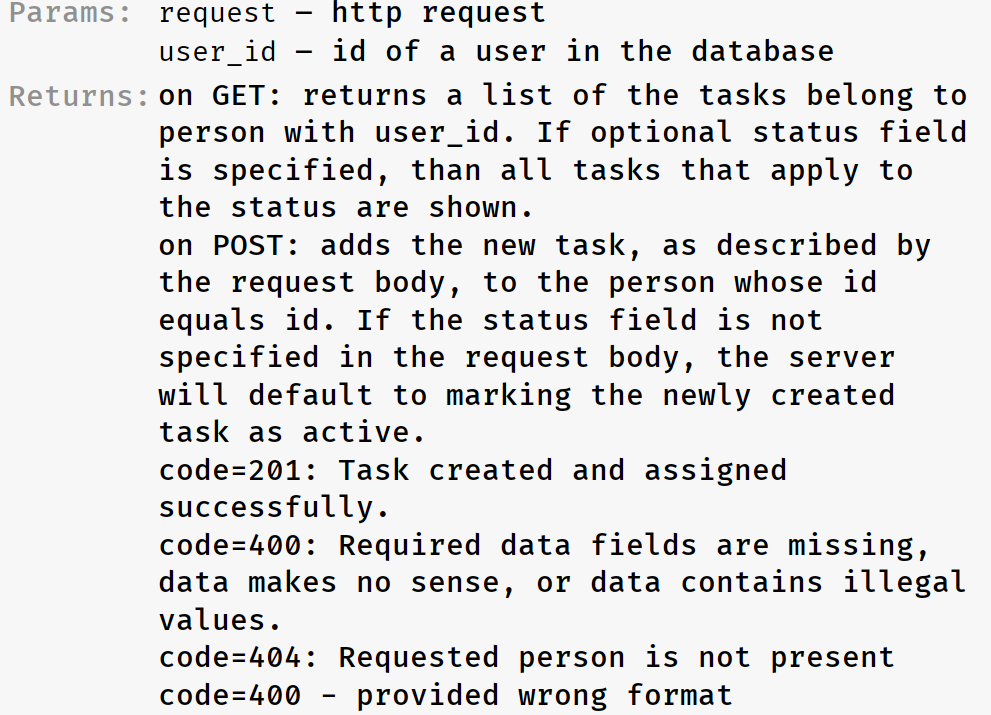 Params: request – http request
user_id – id of a user in the database
Returns: on GET: returns a list of the tasks belong to
person with user_id. If optional status field
is specified, than all tasks that apply to
the status are shown.
on POST: adds the new task, as described by
the request body, to the person whose id
equals id. If the status field is not
specified in the request body, the server
will default to marking the newly created
task as active.
code=201: Task created and assigned
successfully.
code=400: Required data fields are missing,
data makes no sense, or data contains illegal
values.
code=404: Requested person is not present
code=400 - provided wrong format